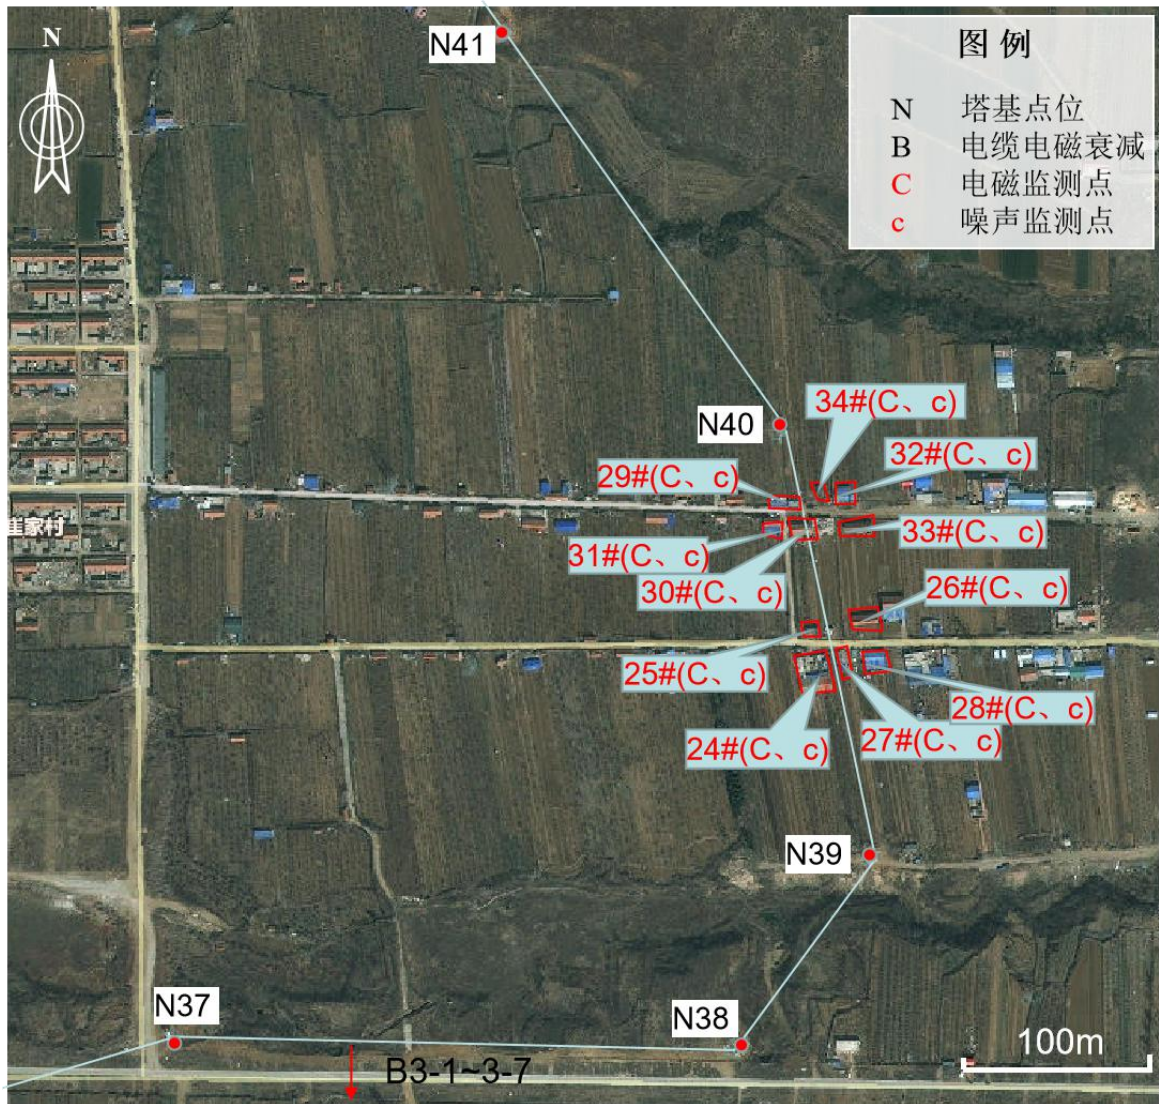 N
N41
图例
N 塔基点位
B 电缆电磁衰减
C 电磁监测点
c 噪声监测点
34#(C、c)
N40
32#(C、c)
29#(C、c)
33#(C、c)
31#(C、c)
30#(C、c)
26#(C、c)
25#(C、c)
28#(C、c)
24#(C、c)
27#(C、c)
N39
N37
N38
100m
B3-1~3-7